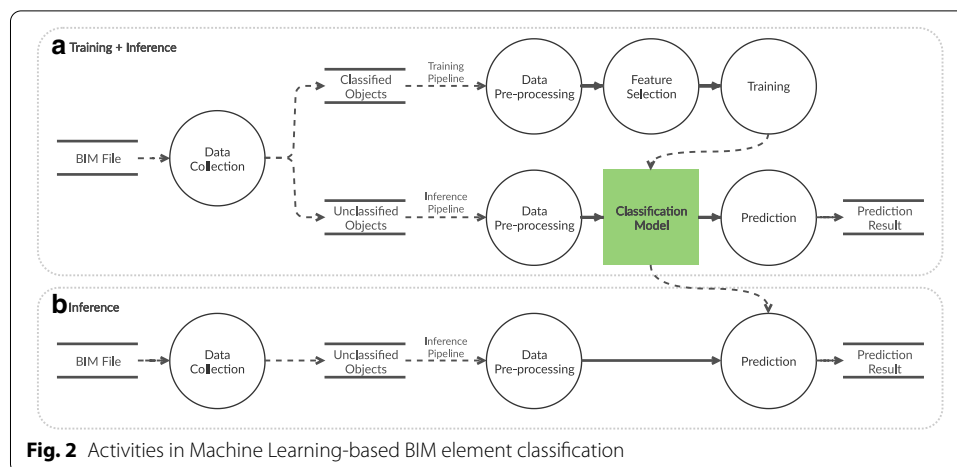 a Training + Inference
BIM File
Data
Collection
Classified
Objects
Training
Pipeline
Data
Pre-processing
Feature
Selection
Training
Unclassified
Objects
Inference
Pipeline
Data
Pre-processing
Classification
Model
Prediction
Prediction
Result
b Inference
BIM File
Data
Collection
Unclassified
Objects
Inference
Pipeline
Data
Pre-processing
Prediction
Prediction
Result
Fig. 2 Activities in Machine Learning-based BIM element classification